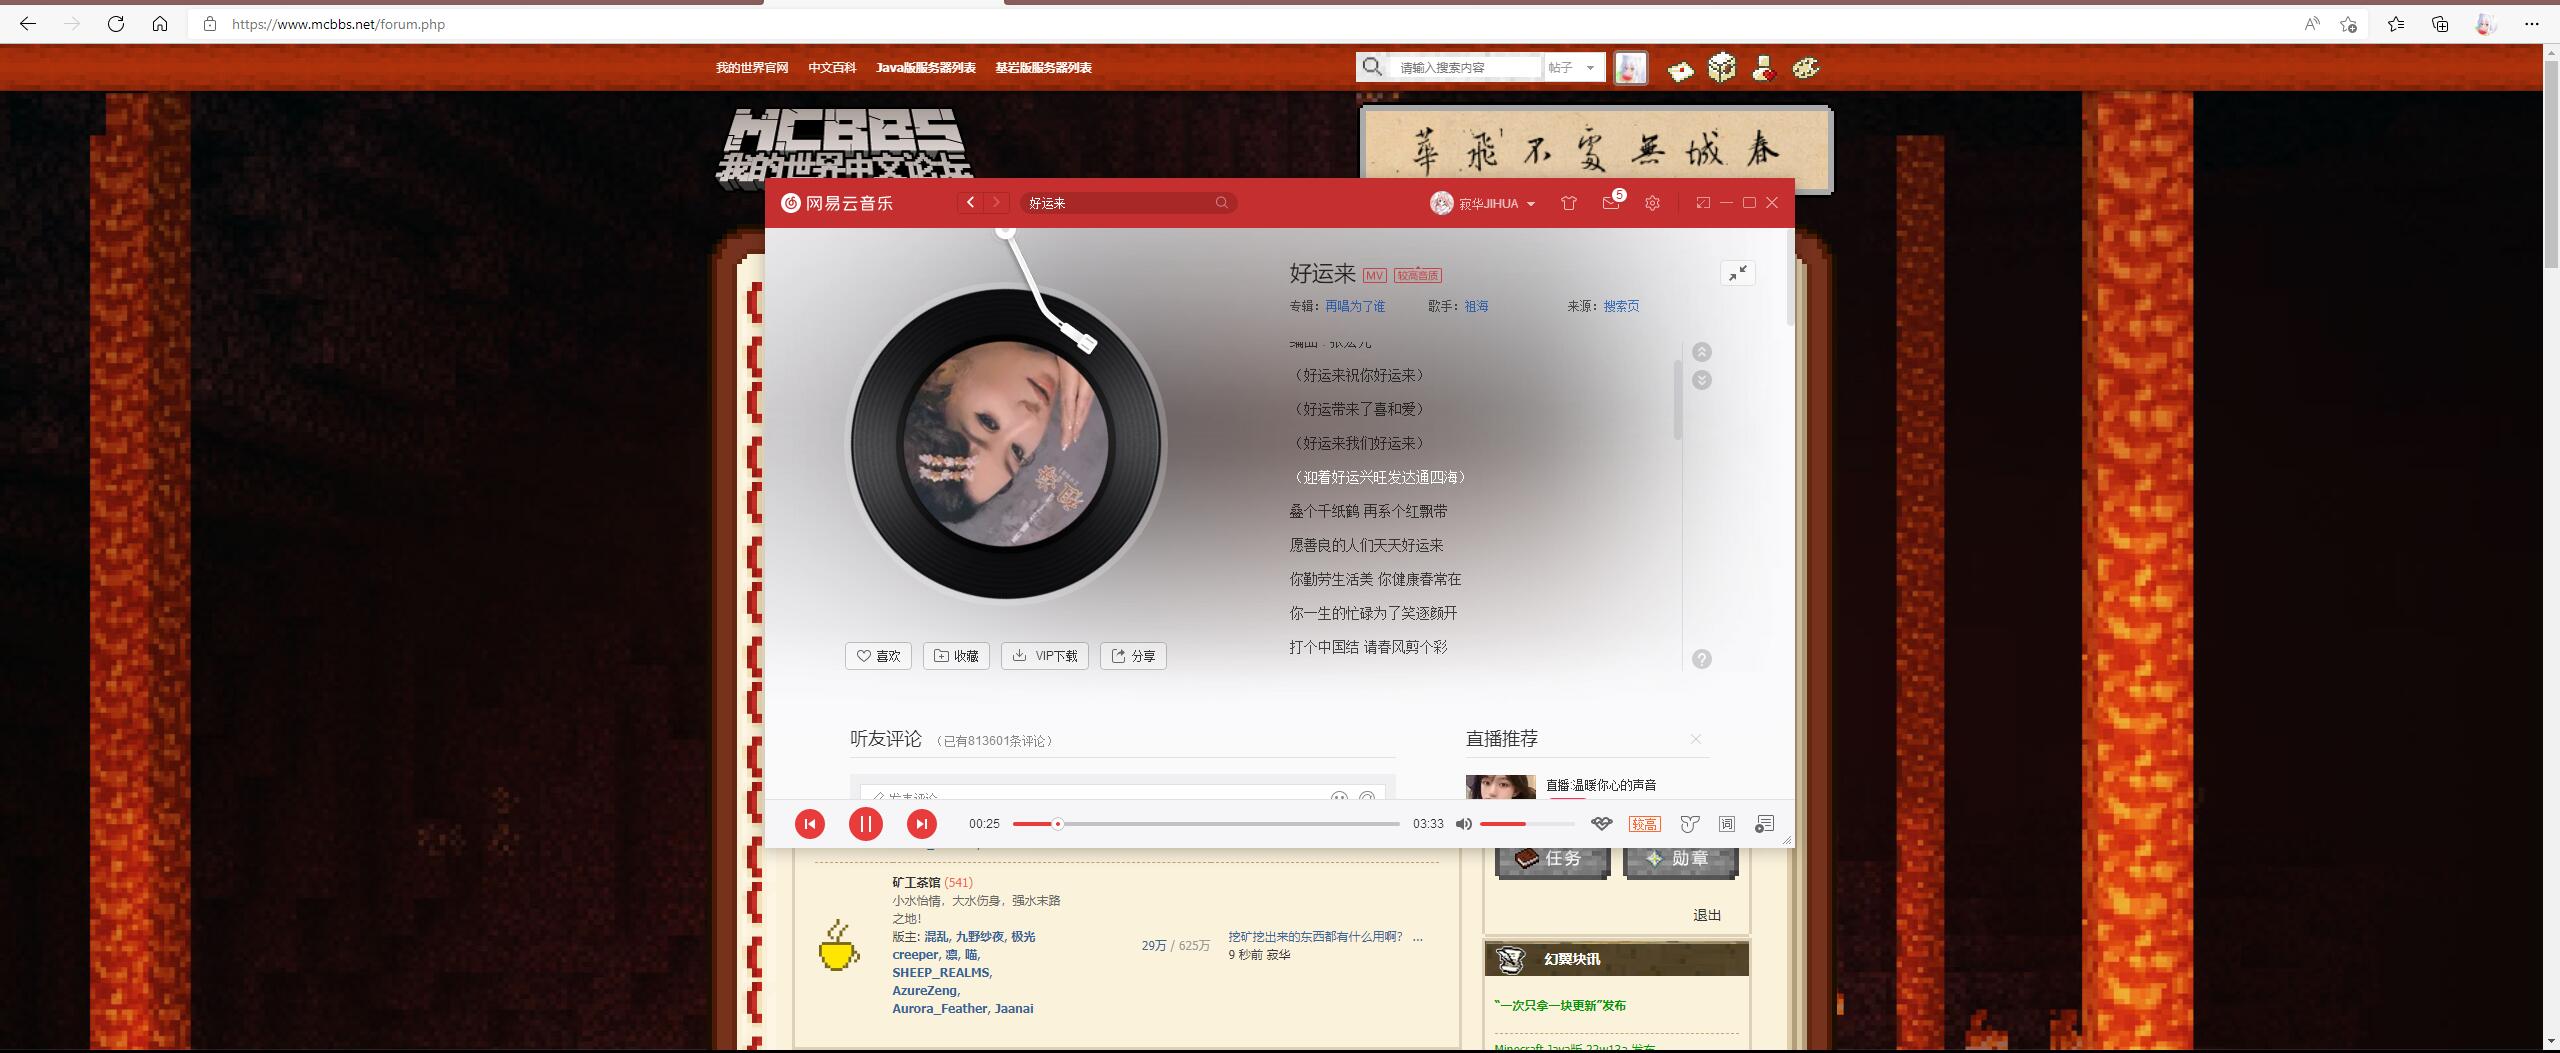 https://www.mcbbs.net/forum.php
我的世界官网 中文百科 Java版服务器列表 基岩版服务器列表
请输入搜索内容 帖子
MCBBS
我的世界中文论坛
華飛不處無城春
网易云音乐 好运来 寂华JIHUA 5
好运来 MV 较高音质
专辑：再唱为了谁 歌手：祖海 来源：搜索页
编曲：张宏光
（好运来祝你好运来）
（好运带来了喜和爱）
（好运来我们好运来）
（迎着好运兴旺发达通四海）
叠个千纸鹤 再系个红飘带
愿善良的人们天天好运来
你勤劳生活美 你健康春常在
你一生的忙碌为了笑逐颜开
打个中国结 请春风剪个彩
喜欢 收藏 VIP下载 分享
听友评论 （已有813601条评论）
直播推荐
发表评论
直播:温暖你心的声音
00:25 03:33 较高 词
任务 勋章
退出
矿工茶馆 (541)
小水怡情，大水伤身，强水末路
之地！
版主: 混乱, 九野纱夜, 极光
creeper, 凛, 喵,
SHEEP_REALMS,
AzureZeng,
Aurora_Feather, Jaanai
29万 / 625万
挖矿挖出来的东西都有什么用啊？ ...
9 秒前 寂华
幻翼块讯
“一次只拿一块更新”发布
Minecraft Java版 22w13a 发布